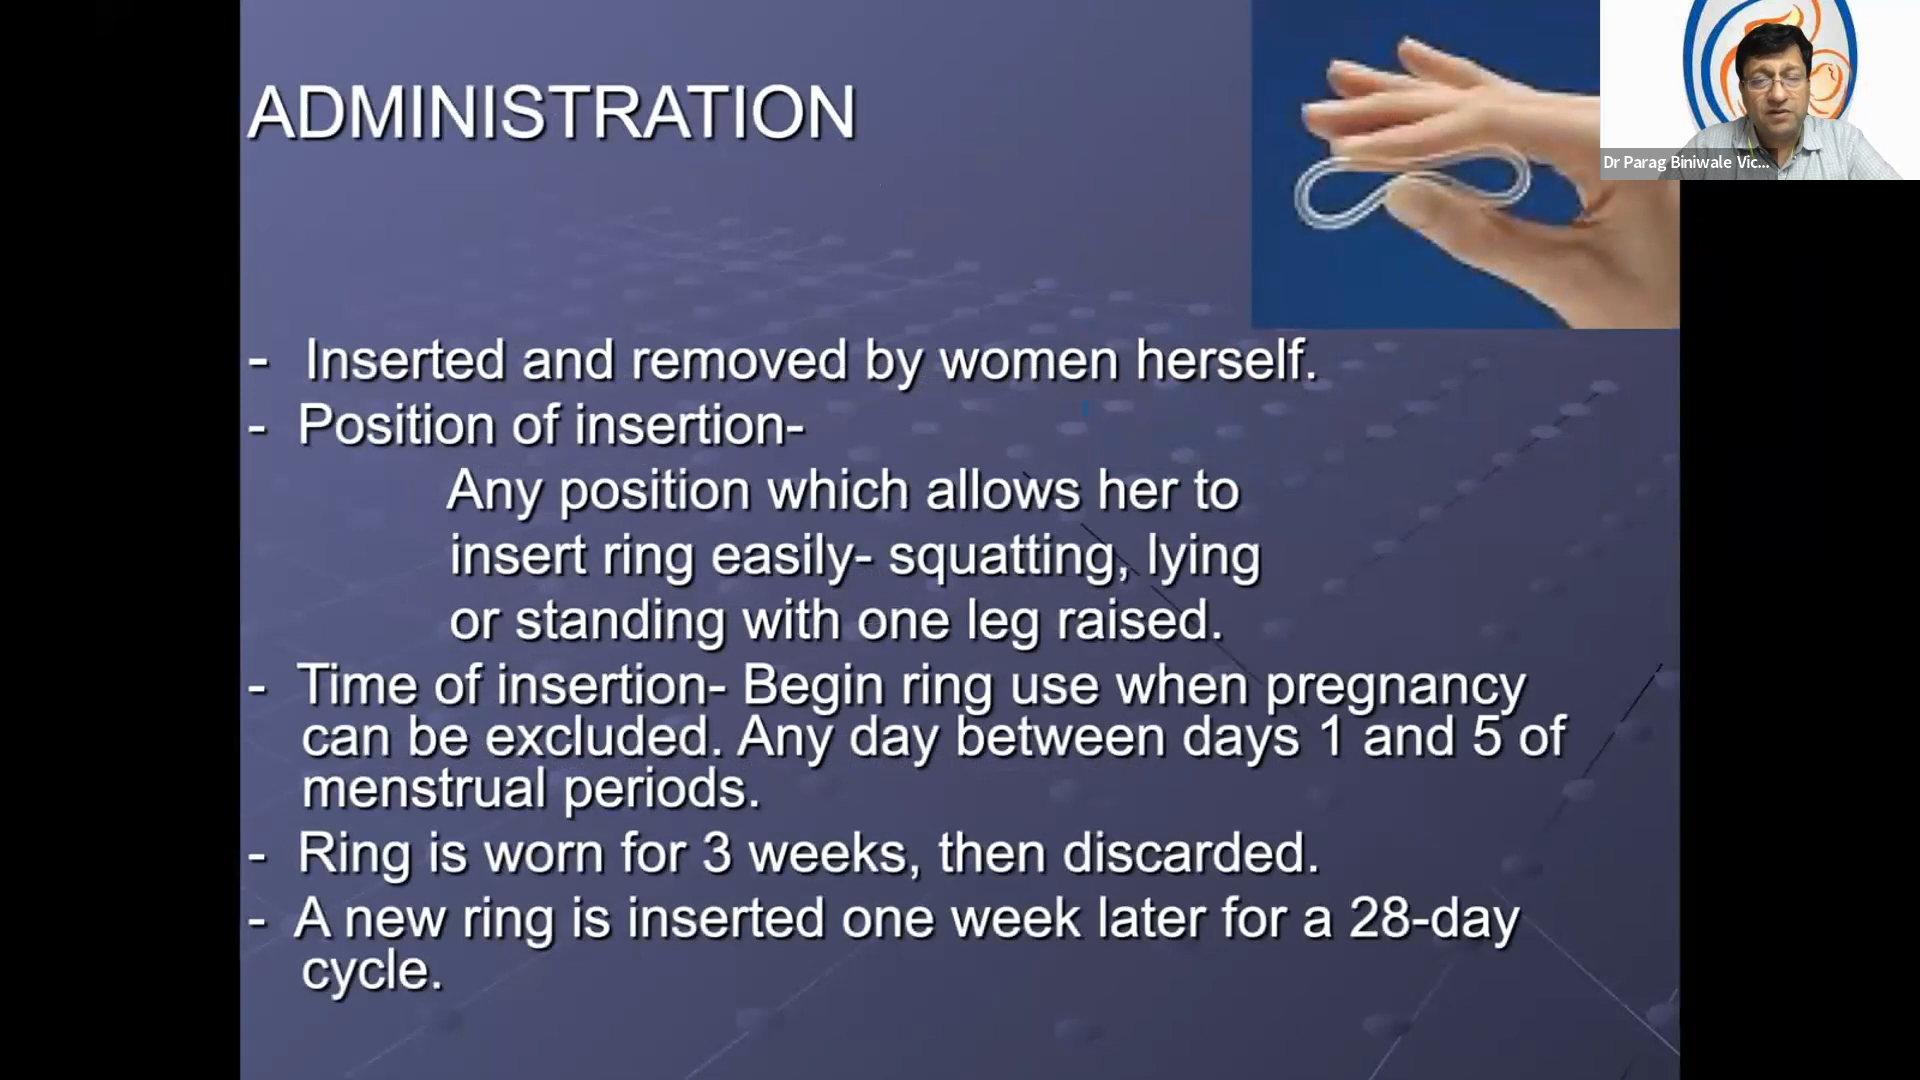 ADMINISTRATION
Dr Parag Biniwale Vic...
- Inserted and removed by women herself.
- Position of insertion-
Any position which allows her to
insert ring easily- squatting, lying
or standing with one leg raised.
- Time of insertion- Begin ring use when pregnancy
can be excluded. Any day between days 1 and 5 of
menstrual periods.
- Ring is worn for 3 weeks, then discarded.
- A new ring is inserted one week later for a 28-day
cycle.